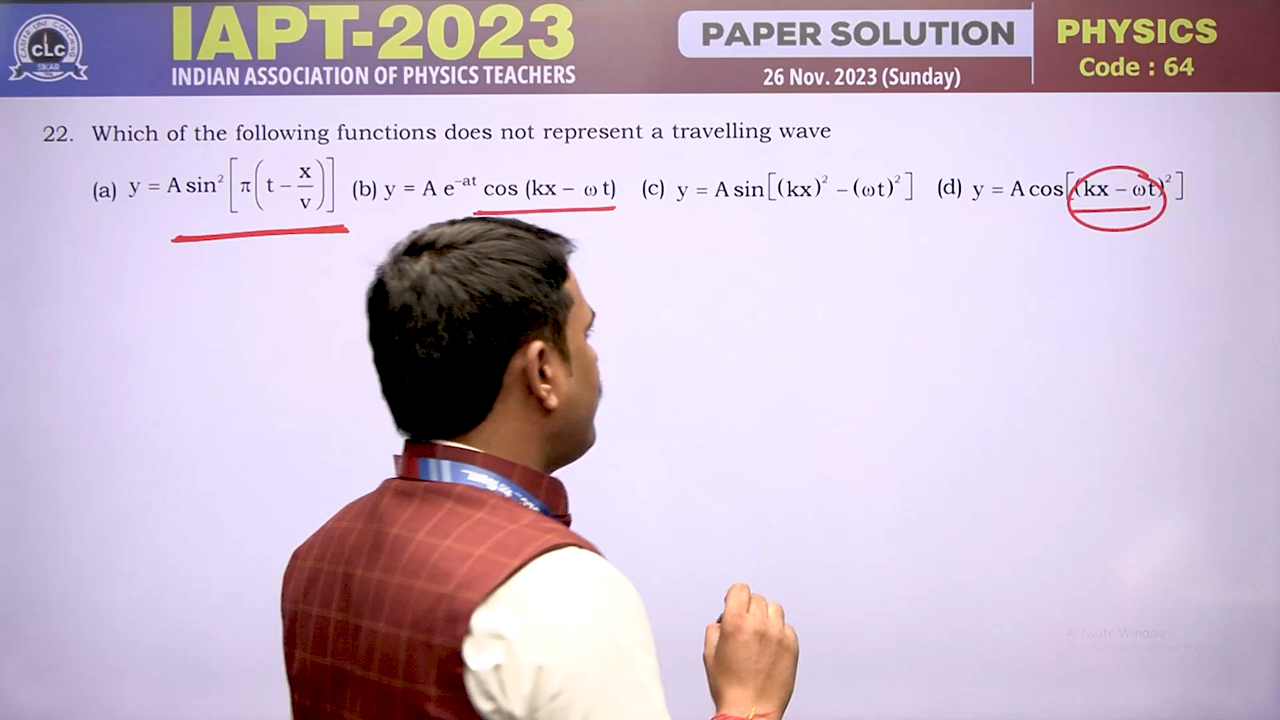 CLC
SIKAR
IAPT-2023
INDIAN ASSOCIATION OF PHYSICS TEACHERS
PAPER SOLUTION
26 Nov. 2023 (Sunday)
PHYSICS
Code : 64
22. Which of the following functions does not represent a travelling wave
(a) y = A sin² [π(t − x/v)] (b) y = A e^(−at) cos (kx − ω t) (c) y = A sin[(kx)² − (ωt)²] (d) y = A cos[(kx − ωt)²]